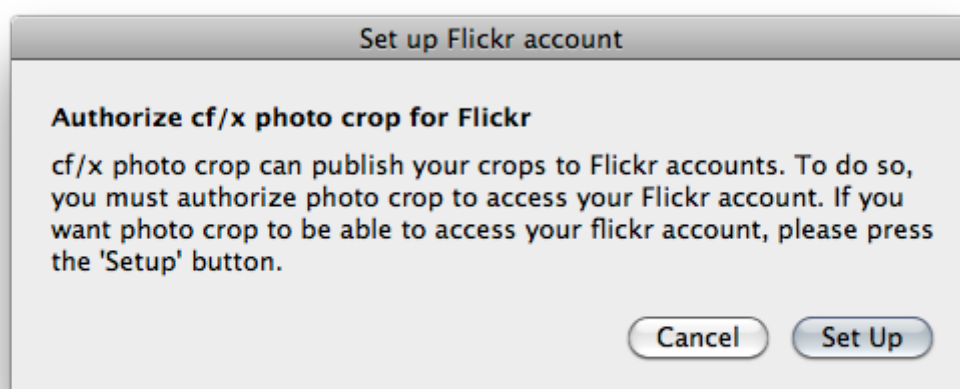 Set up Flickr account
Authorize cf/x photo crop for Flickr
cf/x photo crop can publish your crops to Flickr accounts. To do so,
you must authorize photo crop to access your Flickr account. If you
want photo crop to be able to access your flickr account, please press
the 'Setup' button.
Cancel Set Up